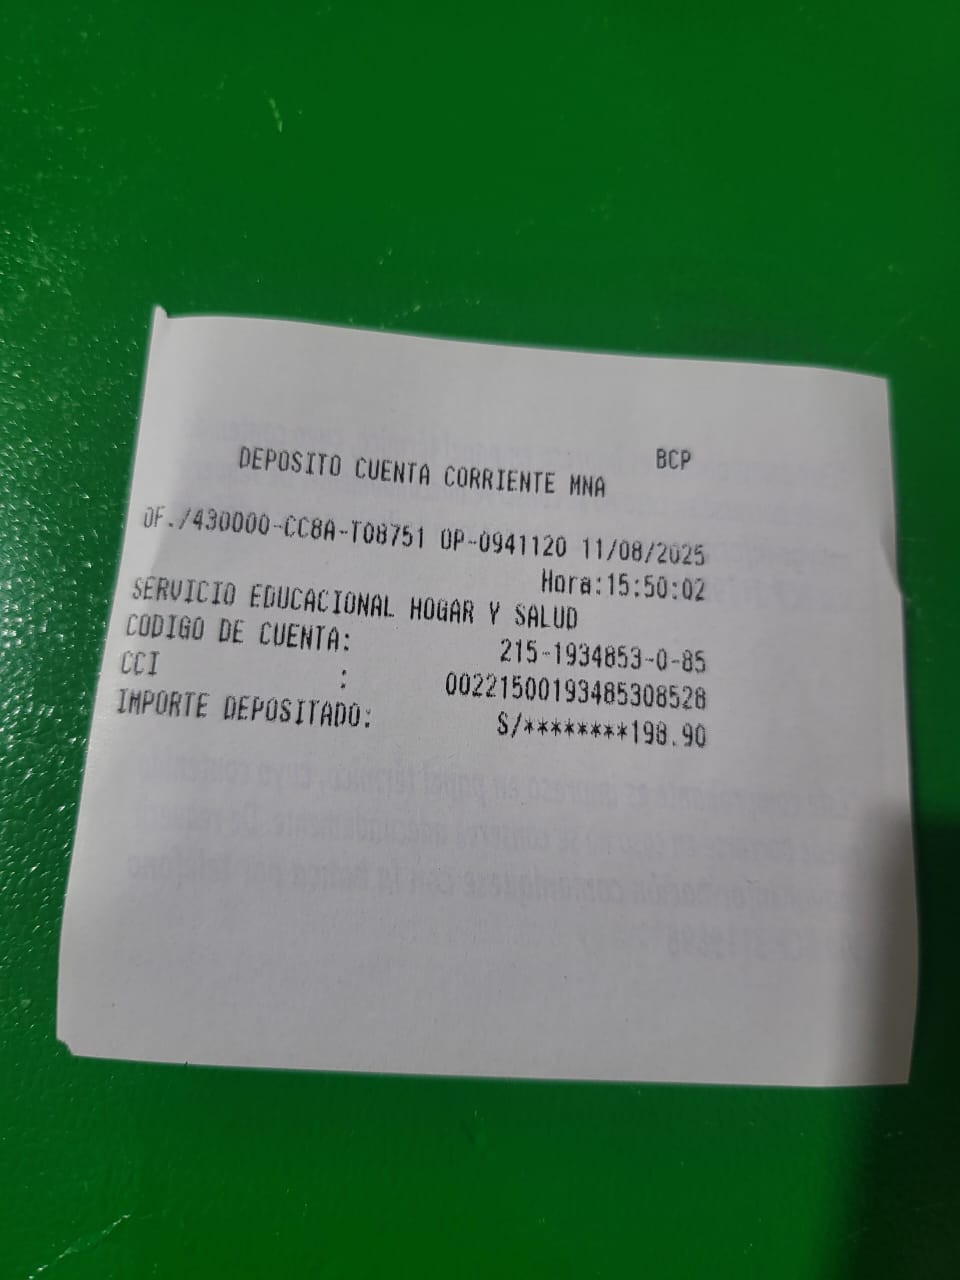 BCP
DEPOSITO CUENTA CORRIENTE MNA
OF./430000-CC8A-T08751 OP-0941120 11/08/2025
Hora:15:50:02
SERVICIO EDUCACIONAL HOGAR Y SALUD
CODIGO DE CUENTA: 215-1934853-0-85
CCI : 00221500193485308528
IMPORTE DEPOSITADO: S/********198.90